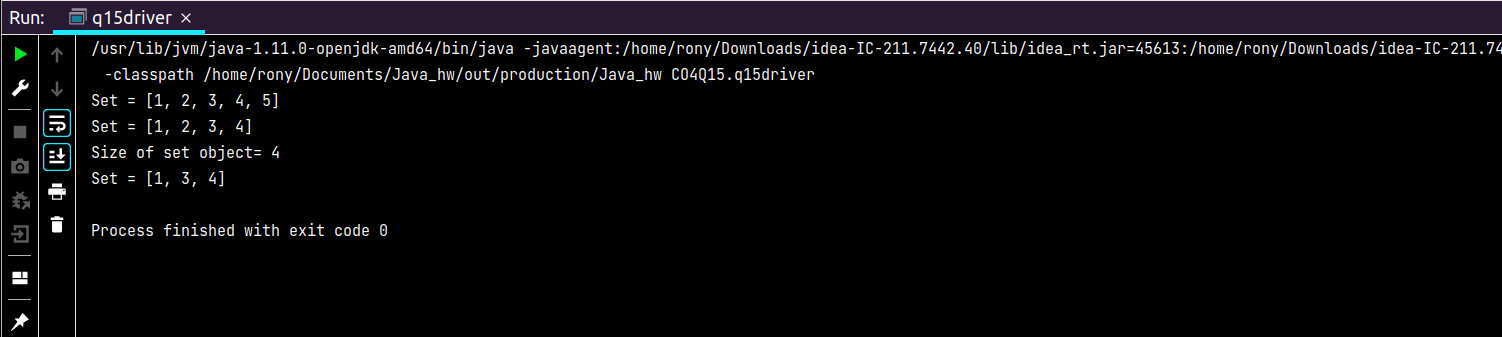 Run: q15driver ×
/usr/lib/jvm/java-1.11.0-openjdk-amd64/bin/java -javaagent:/home/rony/Downloads/idea-IC-211.7442.40/lib/idea_rt.jar=45613:/home/rony/Downloads/idea-IC-211.74
-classpath /home/rony/Documents/Java_hw/out/production/Java_hw CO4Q15.q15driver
Set = [1, 2, 3, 4, 5]
Set = [1, 2, 3, 4]
Size of set object= 4
Set = [1, 3, 4]
Process finished with exit code 0